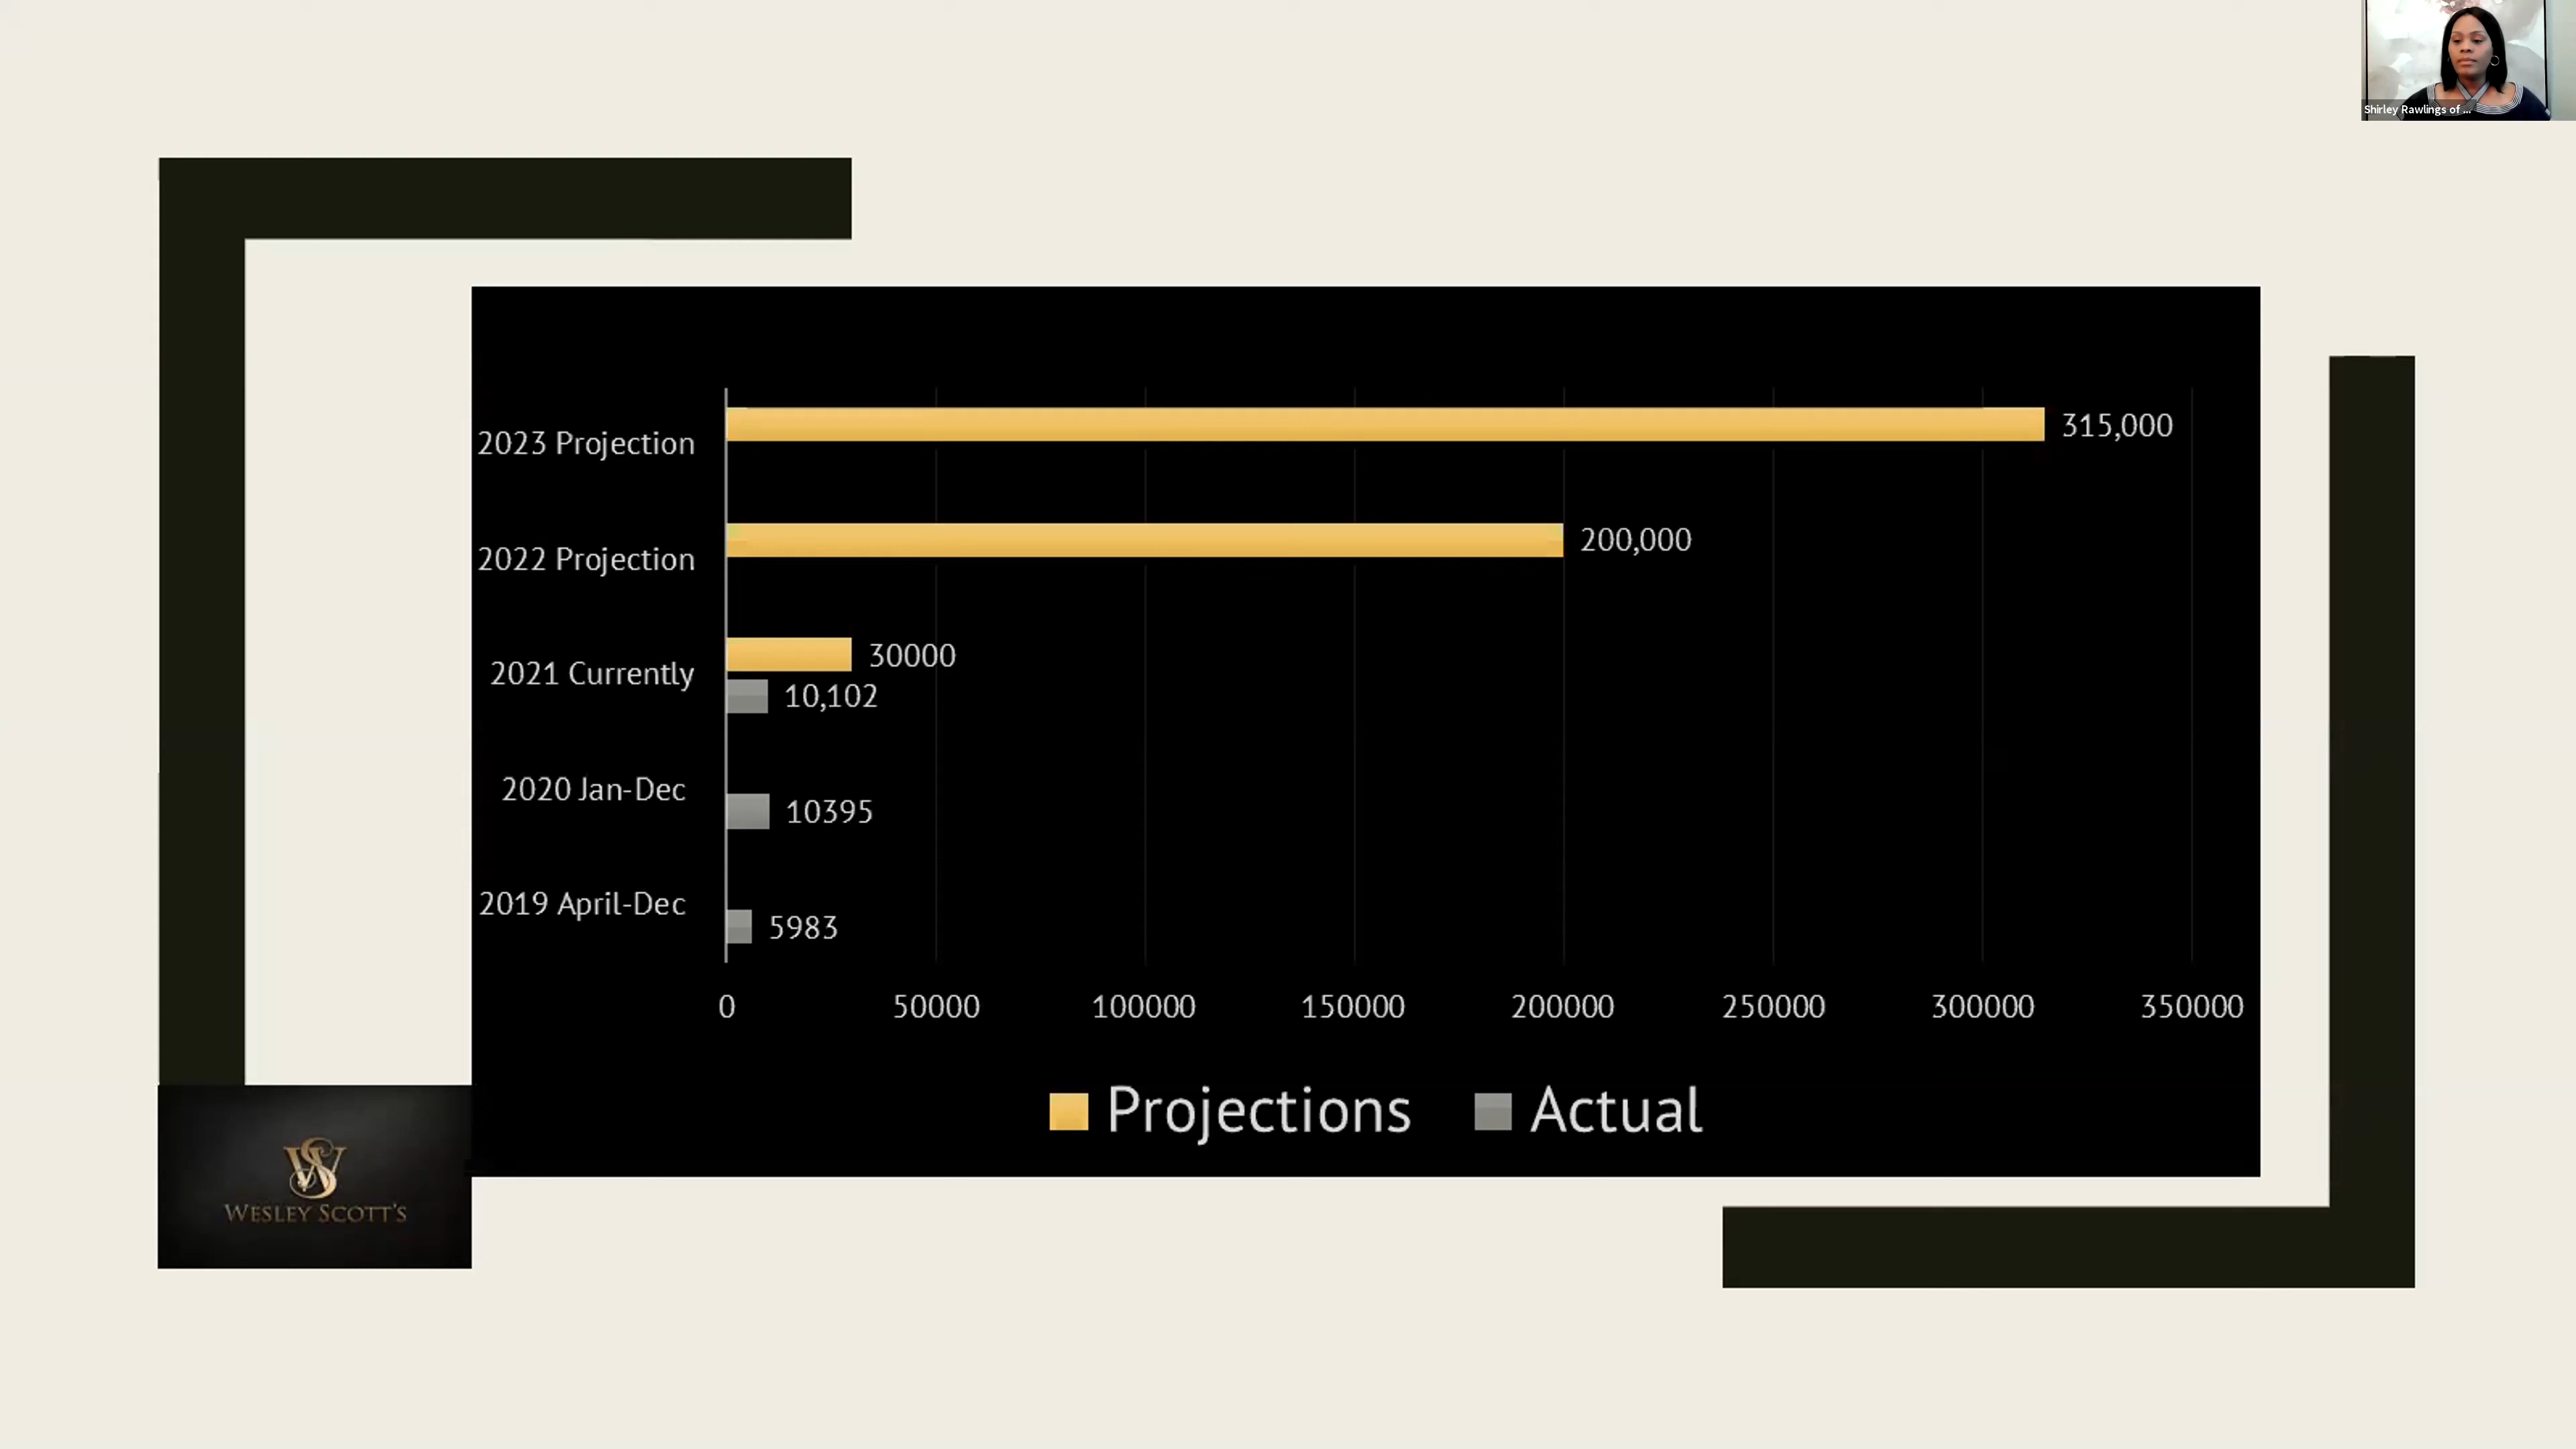 Shirley Rawlings of ...
2023 Projection
315,000
2022 Projection
200,000
2021 Currently
30000
10,102
2020 Jan-Dec
10395
2019 April-Dec
5983
0 50000 100000 150000 200000 250000 300000 350000
Projections Actual
WS
WESLEY SCOTT'S